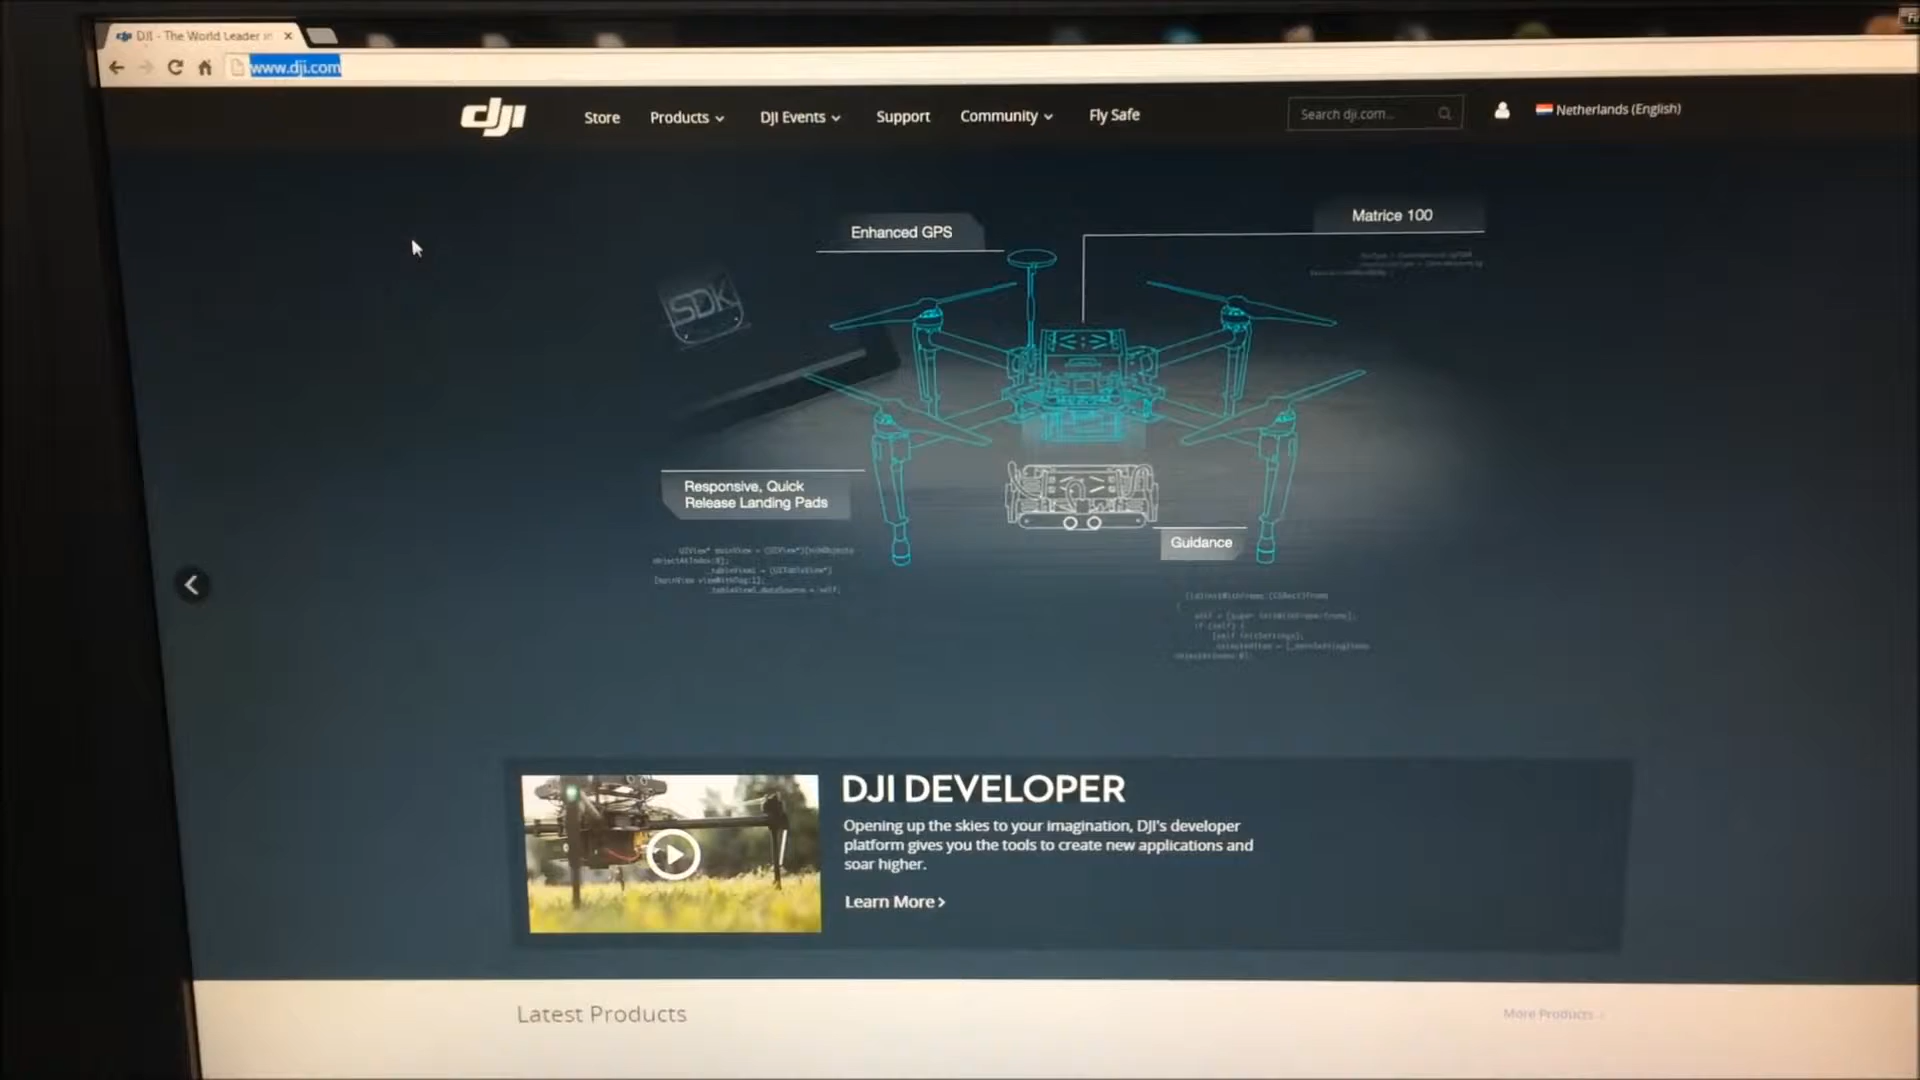 DJI - The World Leader in
www.dji.com
dji
Store
Products
DJI Events
Support
Community
Fly Safe
Search dji.com...
Netherlands (English)
Enhanced GPS
Matrice 100
SDK
Responsive, Quick
Release Landing Pads
Guidance
DJI DEVELOPER
Opening up the skies to your imagination, DJI's developer
platform gives you the tools to create new applications and
soar higher.
Learn More >
Latest Products
More Products